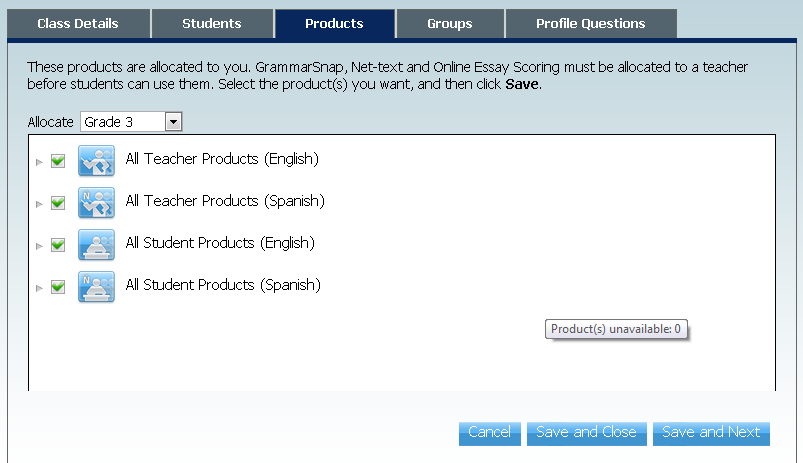 Class Details Students Products Groups Profile Questions
These products are allocated to you. GrammarSnap, Net-text and Online Essay Scoring must be allocated to a teacher
before students can use them. Select the product(s) you want, and then click Save.
Allocate Grade 3
All Teacher Products (English)
N All Teacher Products (Spanish)
All Student Products (English)
N All Student Products (Spanish)
Product(s) unavailable: 0
Cancel Save and Close Save and Next